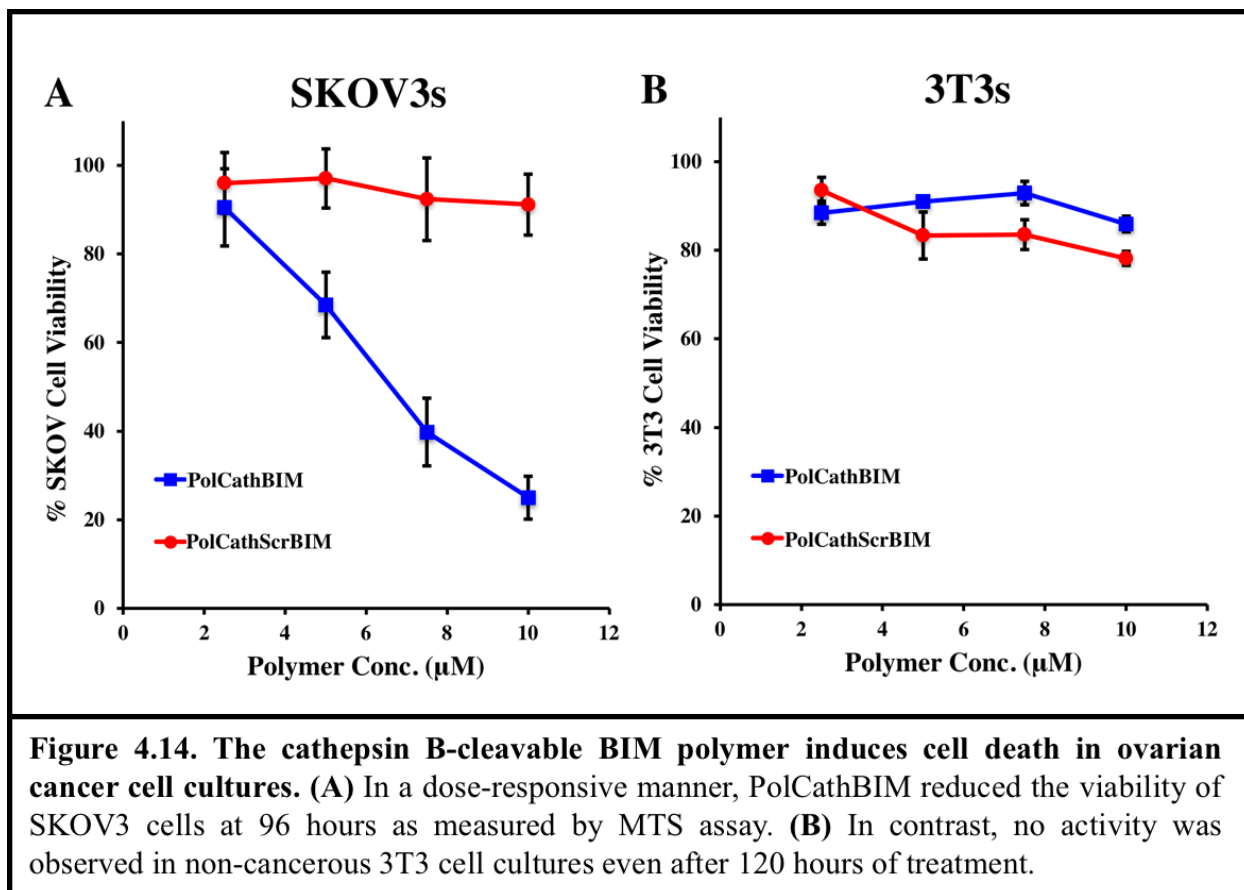 A
SKOV3s
% SKOV Cell Viability
100
80
60
40
20
0
PolCathBIM
PolCathScrBIM
0 2 4 6 8 10 12
Polymer Conc. (µM)
B
3T3s
% 3T3 Cell Viability
100
80
60
40
20
0
PolCathBIM
PolCathScrBIM
0 2 4 6 8 10 12
Polymer Conc. (µM)
Figure 4.14. The cathepsin B-cleavable BIM polymer induces cell death in ovarian
cancer cell cultures. (A) In a dose-responsive manner, PolCathBIM reduced the viability of
SKOV3 cells at 96 hours as measured by MTS assay. (B) In contrast, no activity was
observed in non-cancerous 3T3 cell cultures even after 120 hours of treatment.